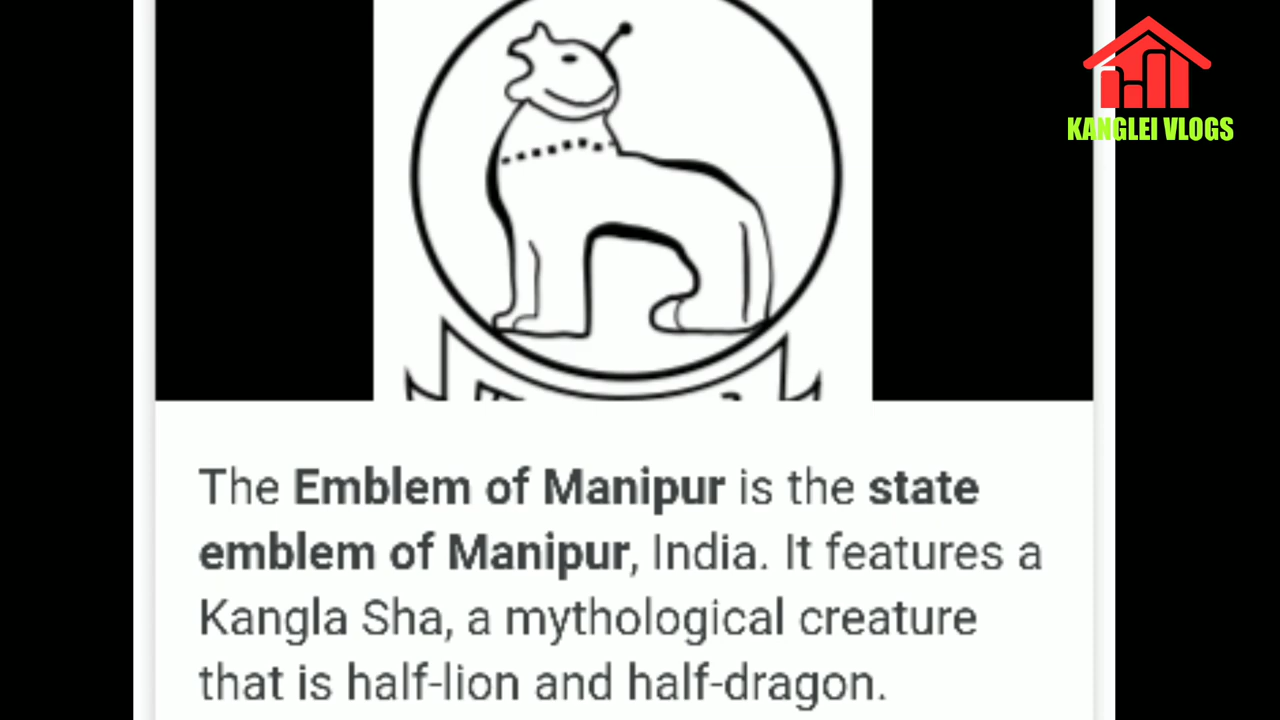 KANGLEI VLOGS
The Emblem of Manipur is the state
emblem of Manipur, India. It features a
Kangla Sha, a mythological creature
that is half-lion and half-dragon.